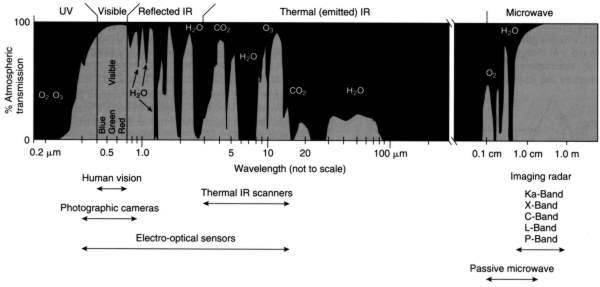 UV Visible Reflected IR Thermal (emitted) IR Microwave
% Atmospheric transmission
100
0
O₂ O₃
Visible
Blue
Green
Red
H₂O
H₂O
CO₂
H₂O
O₃
CO₂
H₂O
O₂
H₂O
0.2 µm 0.5 1.0 5 10 100 µm 0.1 cm 1.0 cm 1.0 m
Wavelength (not to scale)
Human vision
Photographic cameras
Thermal IR scanners
Electro-optical sensors
Imaging radar
Ka-Band
X-Band
C-Band
L-Band
P-Band
Passive microwave